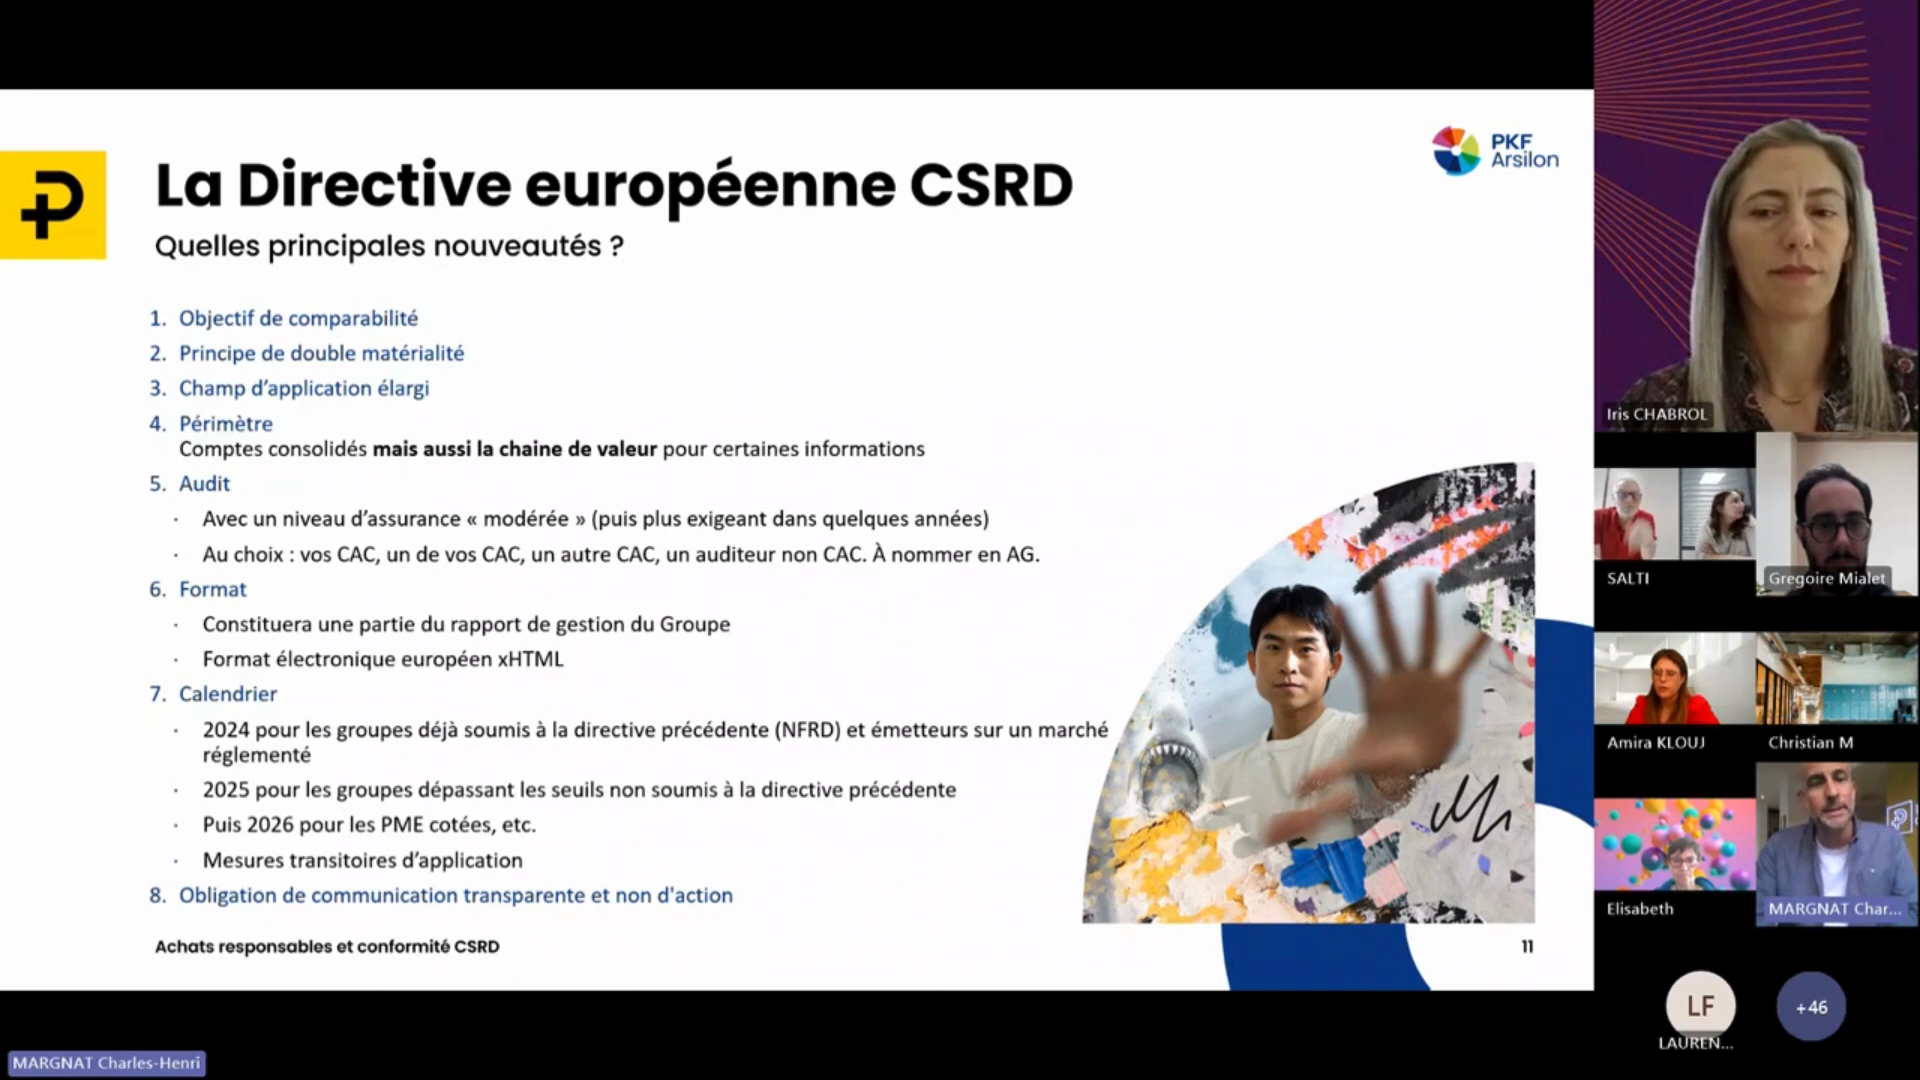 PKF
Arsilon
La Directive européenne CSRD
Quelles principales nouveautés ?
1. Objectif de comparabilité
2. Principe de double matérialité
3. Champ d'application élargi
4. Périmètre
Comptes consolidés mais aussi la chaine de valeur pour certaines informations
5. Audit
· Avec un niveau d'assurance « modérée » (puis plus exigeant dans quelques années)
· Au choix : vos CAC, un de vos CAC, un autre CAC, un auditeur non CAC. À nommer en AG.
6. Format
· Constituera une partie du rapport de gestion du Groupe
· Format électronique européen xHTML
7. Calendrier
· 2024 pour les groupes déjà soumis à la directive précédente (NFRD) et émetteurs sur un marché
réglementé
· 2025 pour les groupes dépassant les seuils non soumis à la directive précédente
· Puis 2026 pour les PME cotées, etc.
· Mesures transitoires d'application
8. Obligation de communication transparente et non d'action
Achats responsables et conformité CSRD
11
MARGNAT Charles-Henri
Iris CHABROL
SALTI
Gregoire Mialet
Amira KLOUJ
Christian M
Elisabeth
MARGNAT Char...
LF
LAUREN...
+46